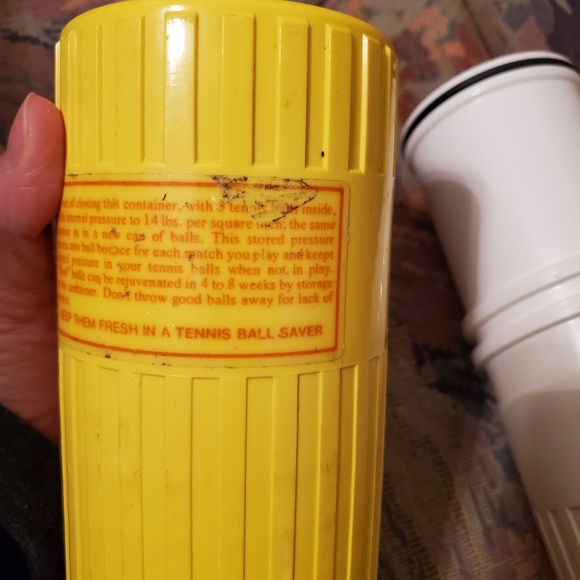 of closing this container, with 3 tennis balls inside,
internal pressure to 14 lbs. per square inch; the same
as in a new can of balls. This stored pressure
new ball bounce for each match you play and keeps
pressure in your tennis balls when not in play.
balls can be rejuvenated in 4 to 8 weeks by storage
container. Don't throw good balls away for lack of
KEEP THEM FRESH IN A TENNIS BALL SAVER